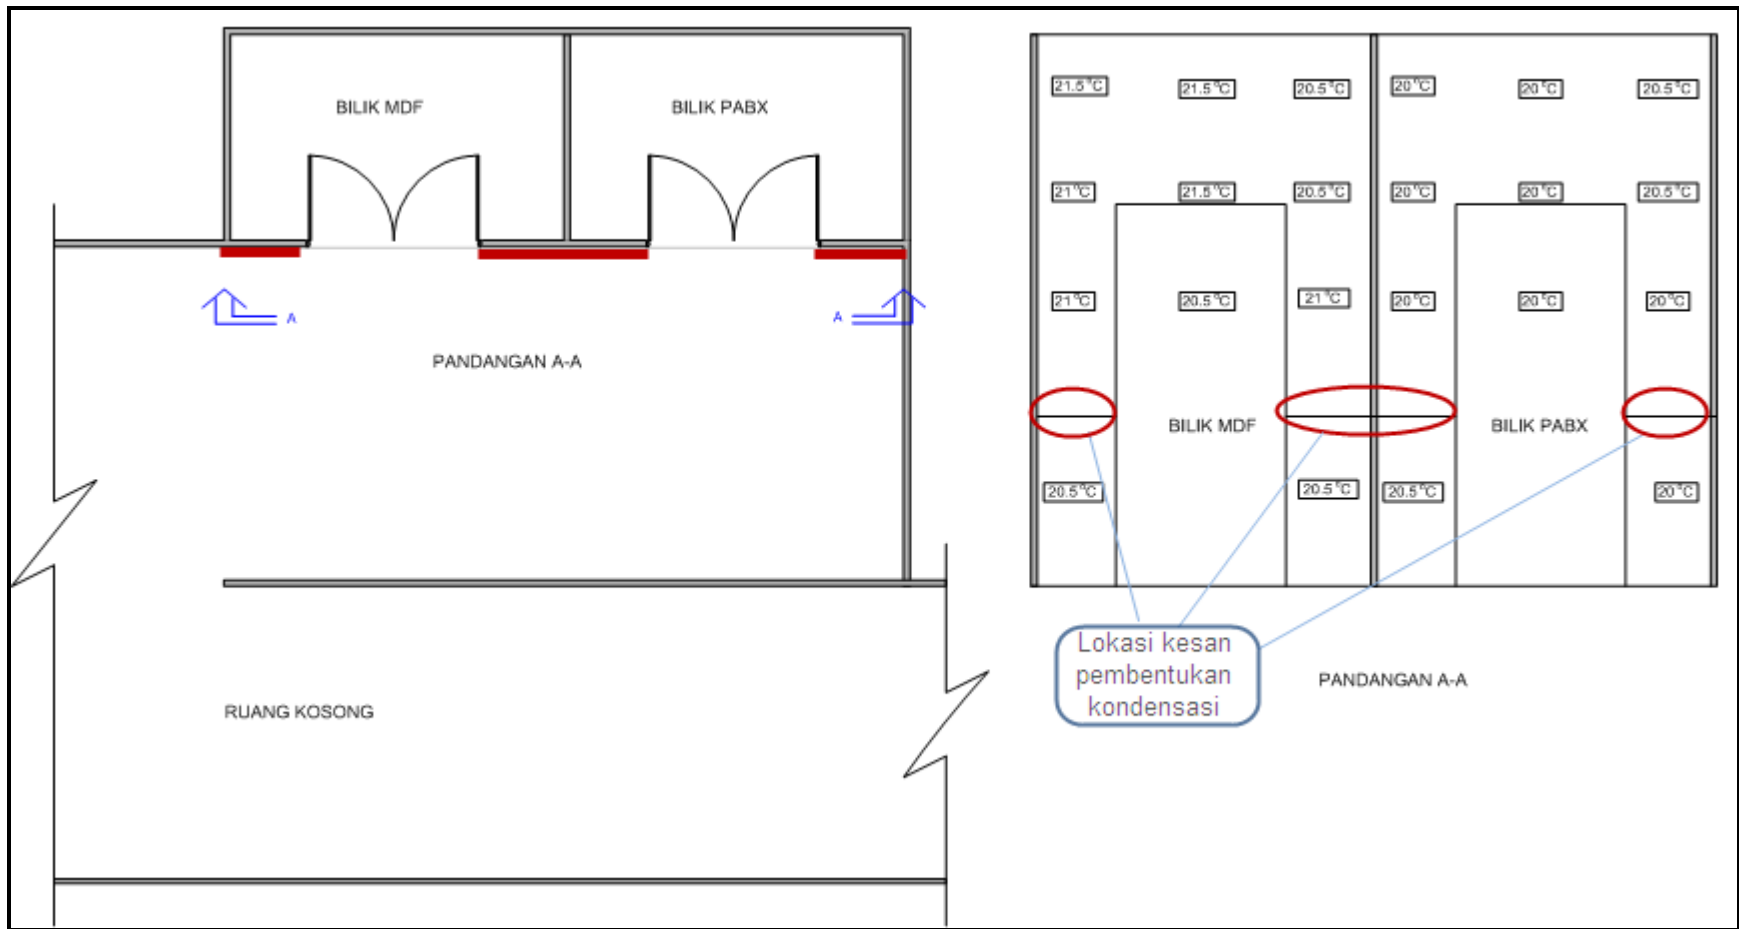 BILIK MDF
BILIK PABX
A
A
PANDANGAN A-A
RUANG KOSONG
21.5°C
21.5°C
20.5°C
20°C
20°C
20.5°C
21°C
21.5°C
20.5°C
20°C
20°C
20.5°C
21°C
20.5°C
21°C
20°C
20°C
20°C
BILIK MDF
BILIK PABX
20.5°C
20.5°C
20.5°C
20°C
Lokasi kesan
pembentukan
kondensasi
PANDANGAN A-A